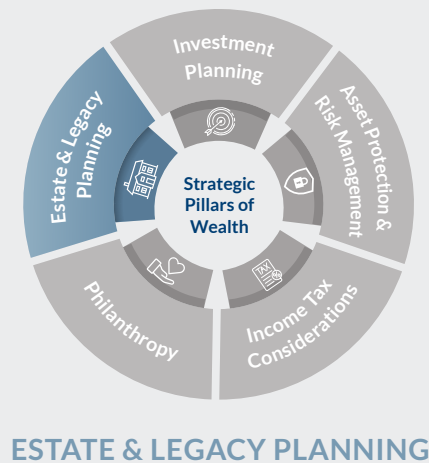 Investment
Planning
Asset Protection &
Risk Management
Income Tax
Considerations
Philanthropy
Estate & Legacy
Planning
Strategic
Pillars of
Wealth
TAX
ESTATE & LEGACY PLANNING